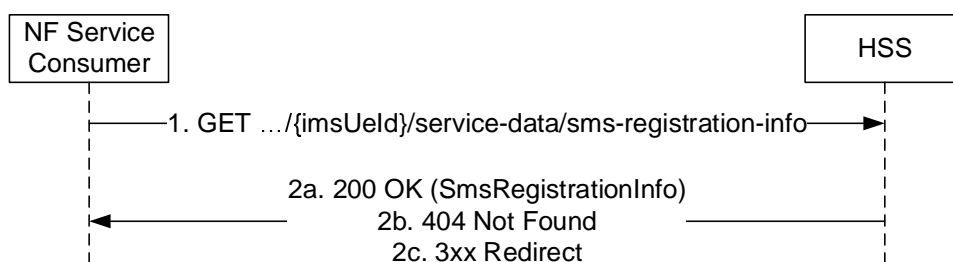 NF Service
Consumer
HSS
1. GET …/{imsUeId}/service-data/sms-registration-info
2a. 200 OK (SmsRegistrationInfo)
2b. 404 Not Found
2c. 3xx Redirect